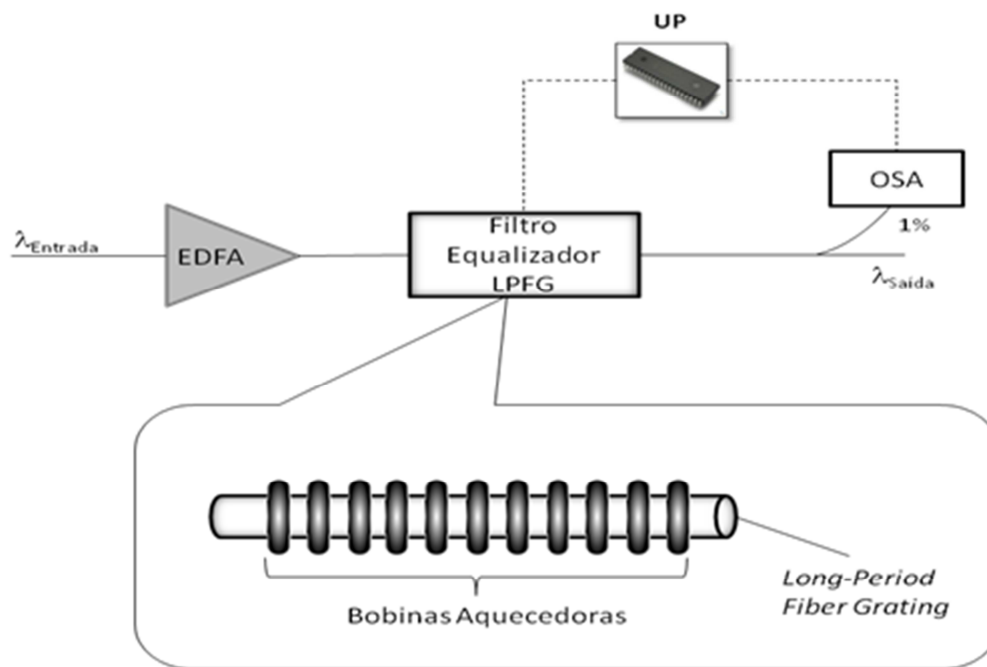 UP
OSA
1%
λEntrada
EDFA
Filtro
Equalizador
LPFG
λSaída
Bobinas Aquecedoras
Long-Period
Fiber Grating